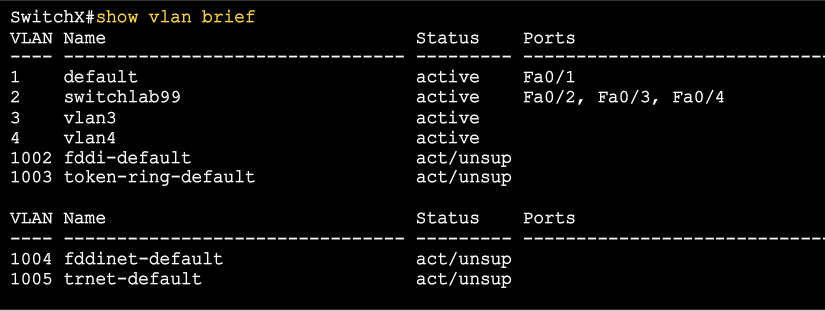 SwitchX#show vlan brief
VLAN Name                             Status    Ports
---- -------------------------------- --------- -----------------------------
1    default                          active    Fa0/1
2    switchlab99                      active    Fa0/2, Fa0/3, Fa0/4
3    vlan3                            active
4    vlan4                            active
1002 fddi-default                     act/unsup
1003 token-ring-default               act/unsup
VLAN Name                             Status    Ports
---- -------------------------------- --------- -----------------------------
1004 fddinet-default                  act/unsup
1005 trnet-default                    act/unsup